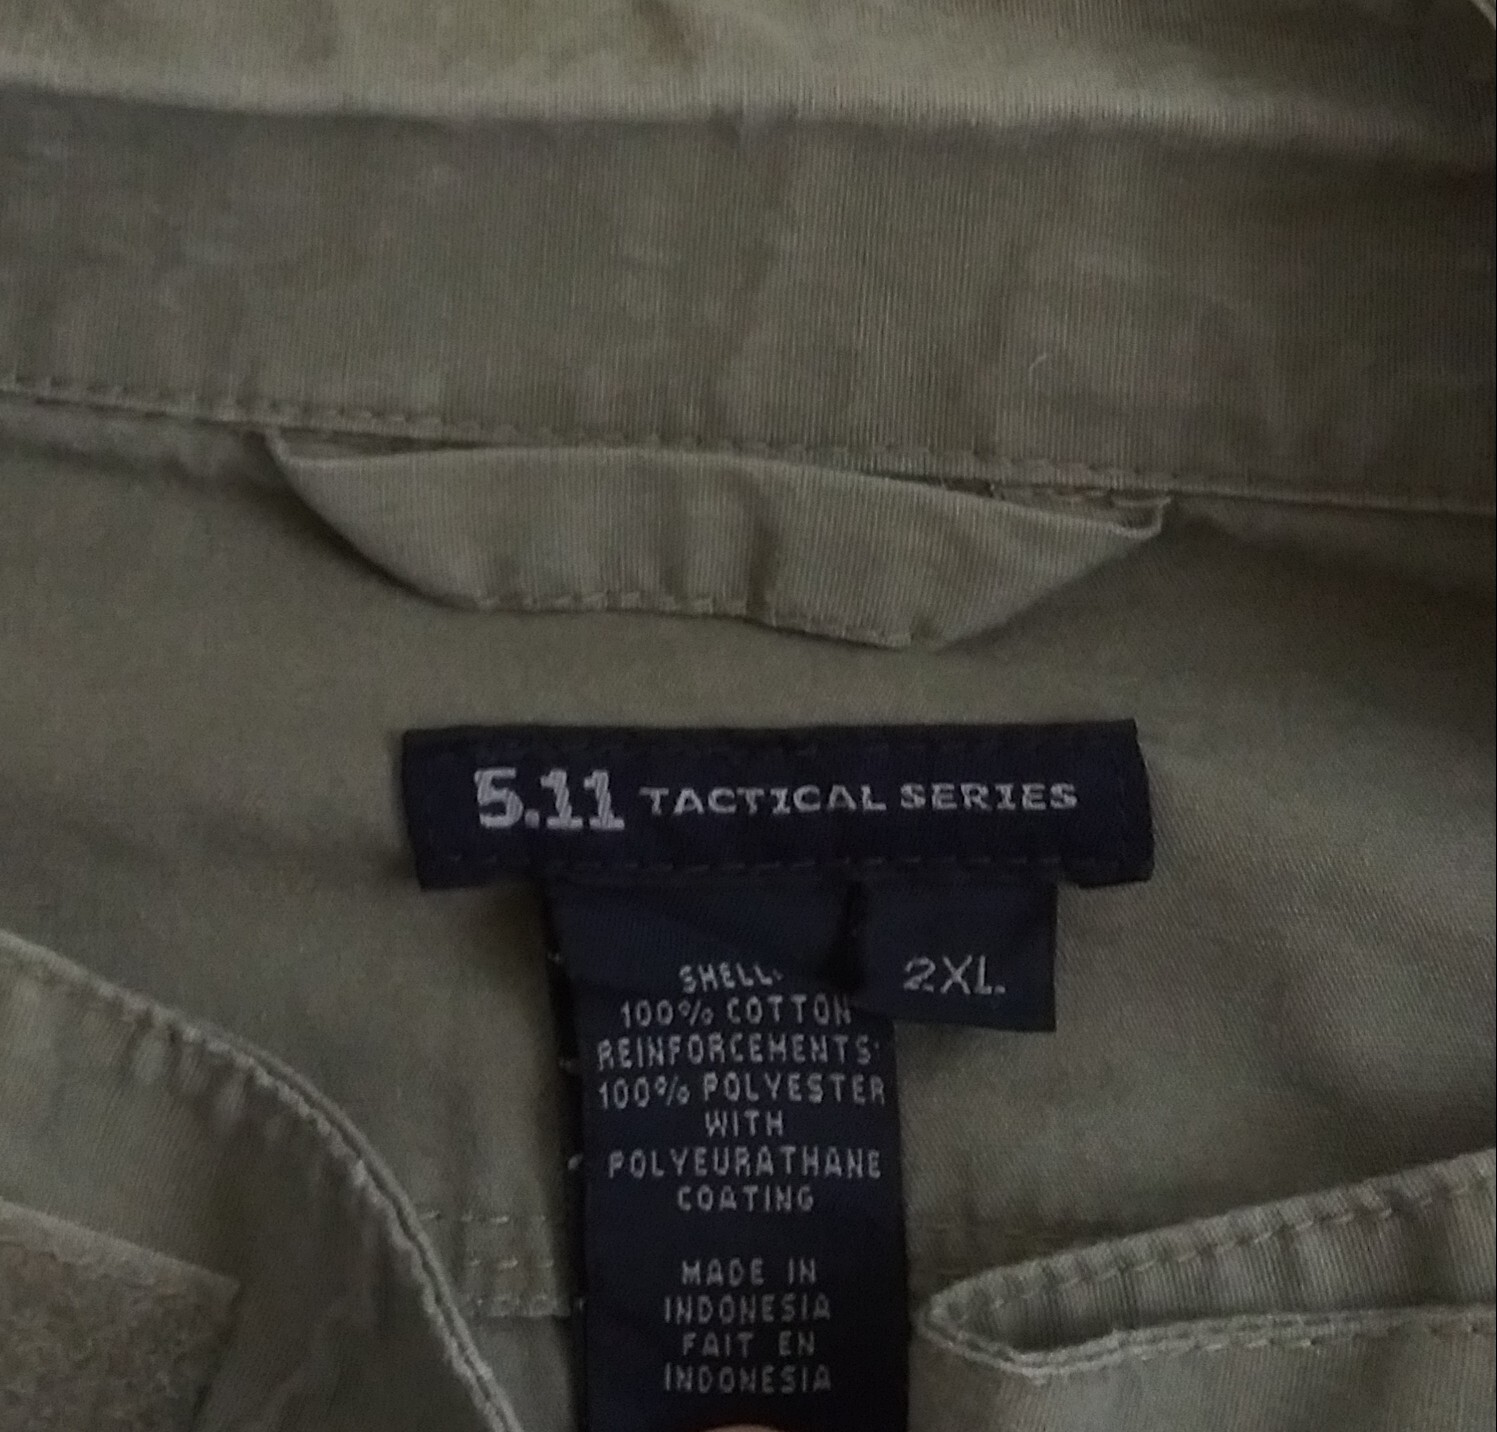 5.11 TACTICAL SERIES
2XL
SHELL:
100% COTTON
REINFORCEMENTS:
100% POLYESTER
WITH
POLYEURATHANE
COATING
MADE IN
INDONESIA
FAIT EN
INDONESIA